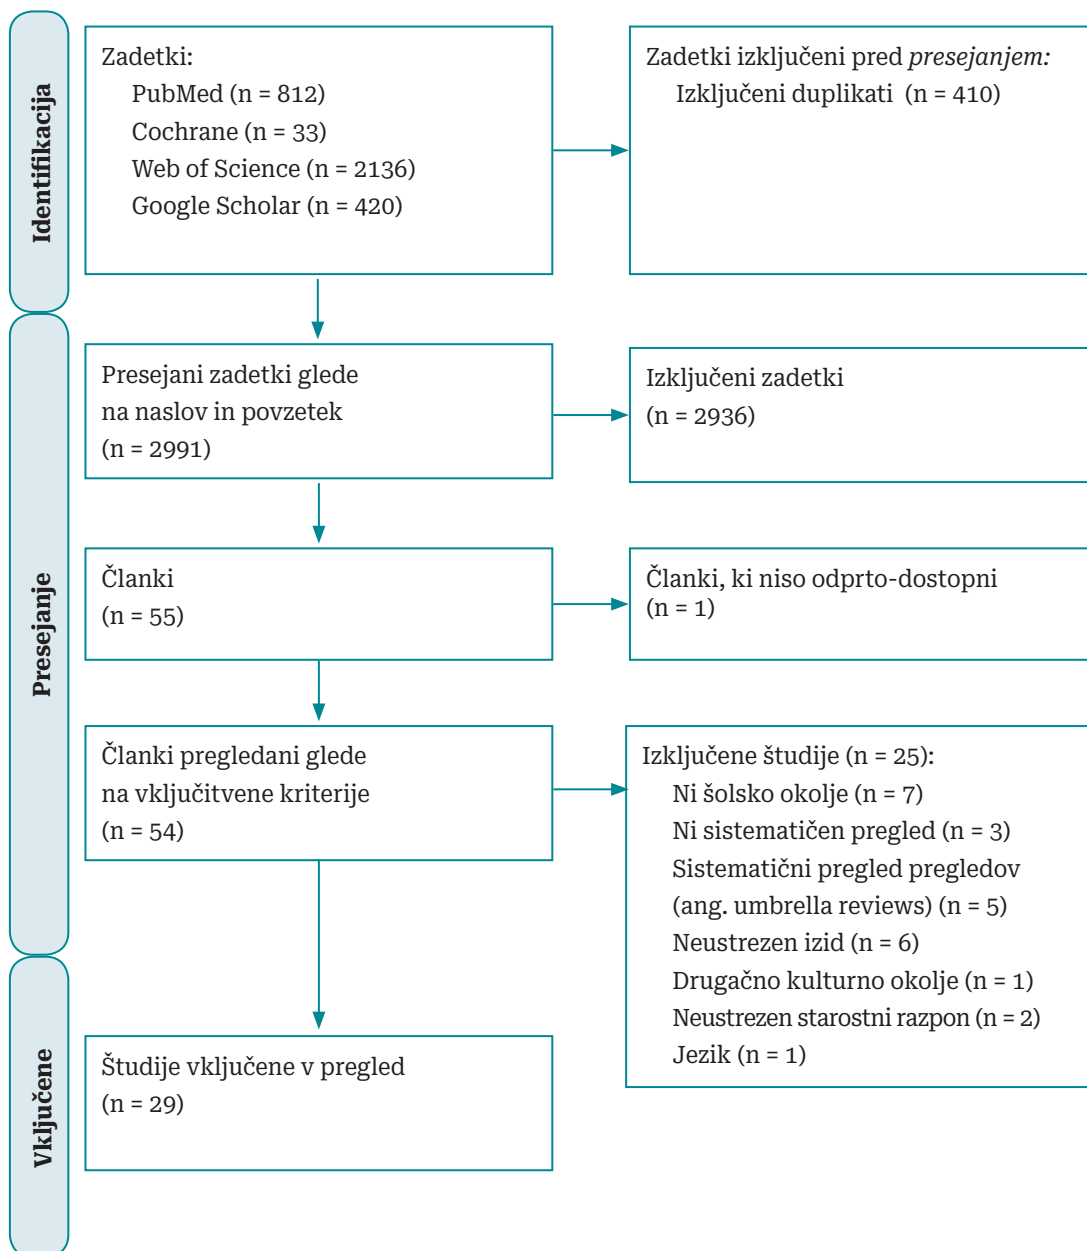 Identifikacija
Zadetki:
PubMed (n = 812)
Cochrane (n = 33)
Web of Science (n = 2136)
Google Scholar (n = 420)
Zadetki izključeni pred presejanjem:
Izključeni duplikati (n = 410)
Presejanje
Presejani zadetki glede
na naslov in povzetek
(n = 2991)
Izključeni zadetki
(n = 2936)
Članki
(n = 55)
Članki, ki niso odprto-dostopni
(n = 1)
Članki pregledani glede
na vključitvene kriterije
(n = 54)
Izključene študije (n = 25):
Ni šolsko okolje (n = 7)
Ni sistematičen pregled (n = 3)
Sistematični pregled pregledov
(ang. umbrella reviews) (n = 5)
Neustrezen izid (n = 6)
Drugačno kulturno okolje (n = 1)
Neustrezen starostni razpon (n = 2)
Jezik (n = 1)
Vključene
Študije vključene v pregled
(n = 29)